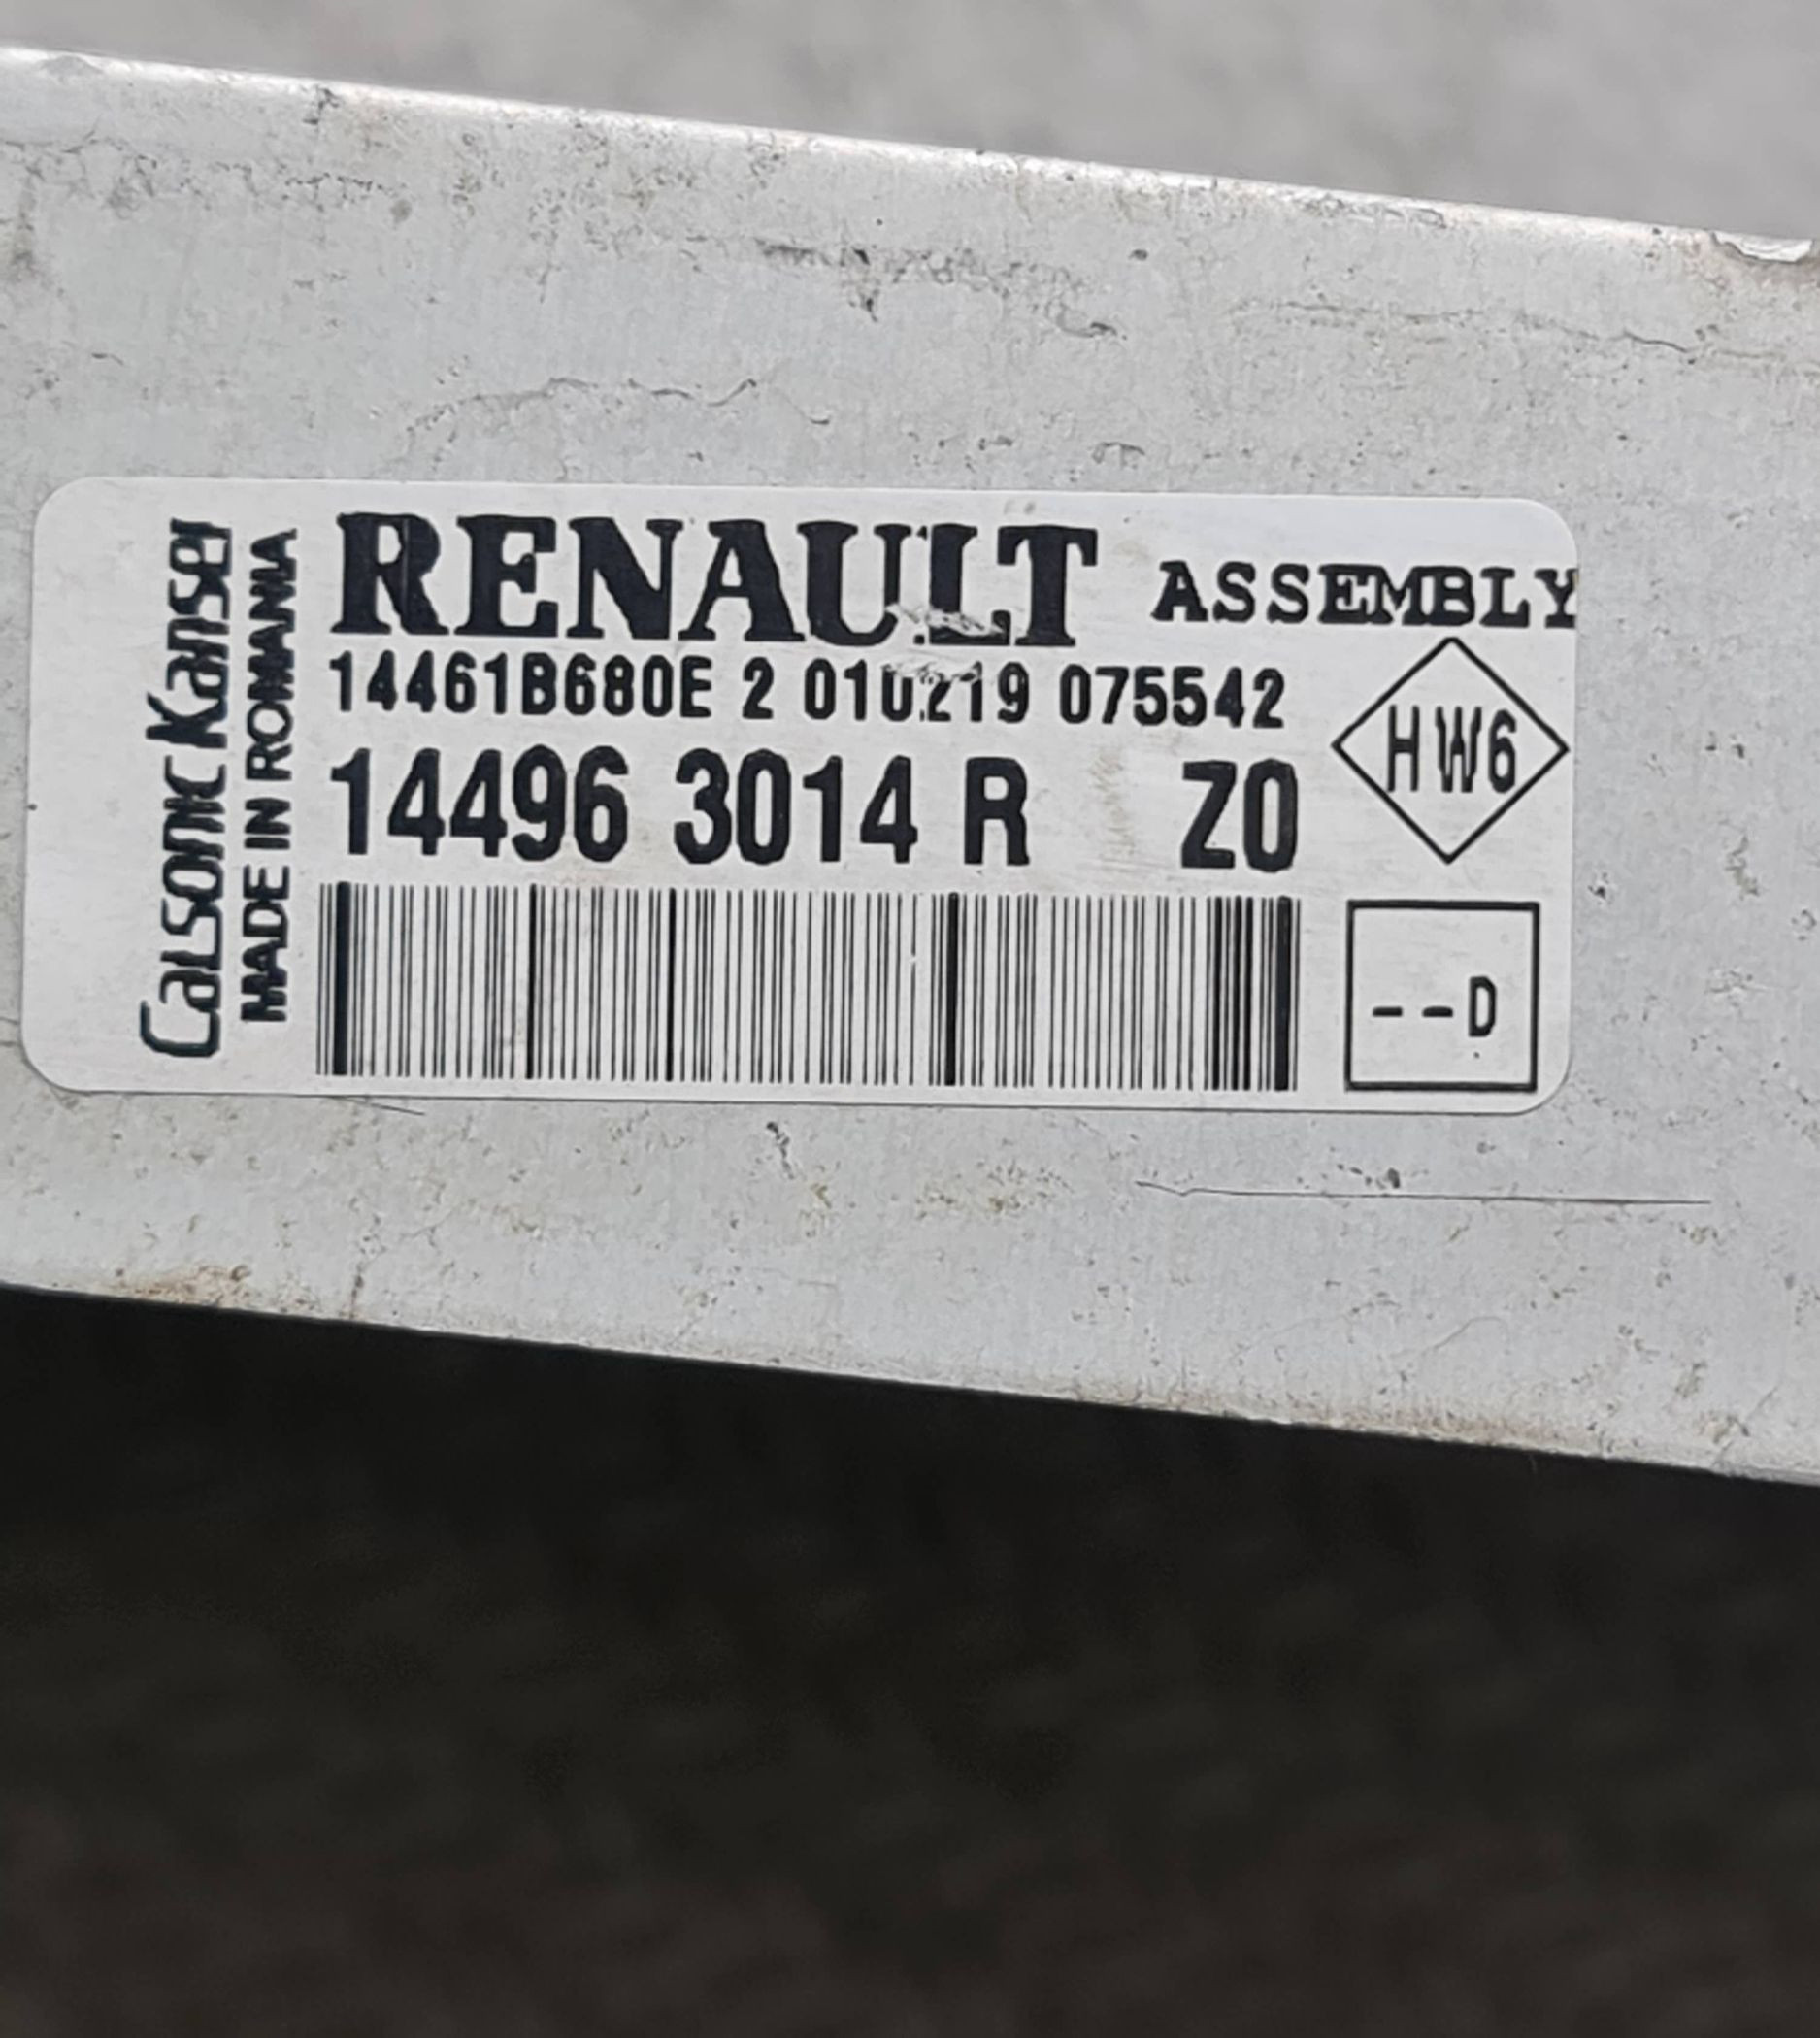 Calsonic Kansei
MADE IN ROMANIA
RENAULT ASSEMBLY
14461B680E 2 010219 075542
14496 3014 R Z0
HW6
--D